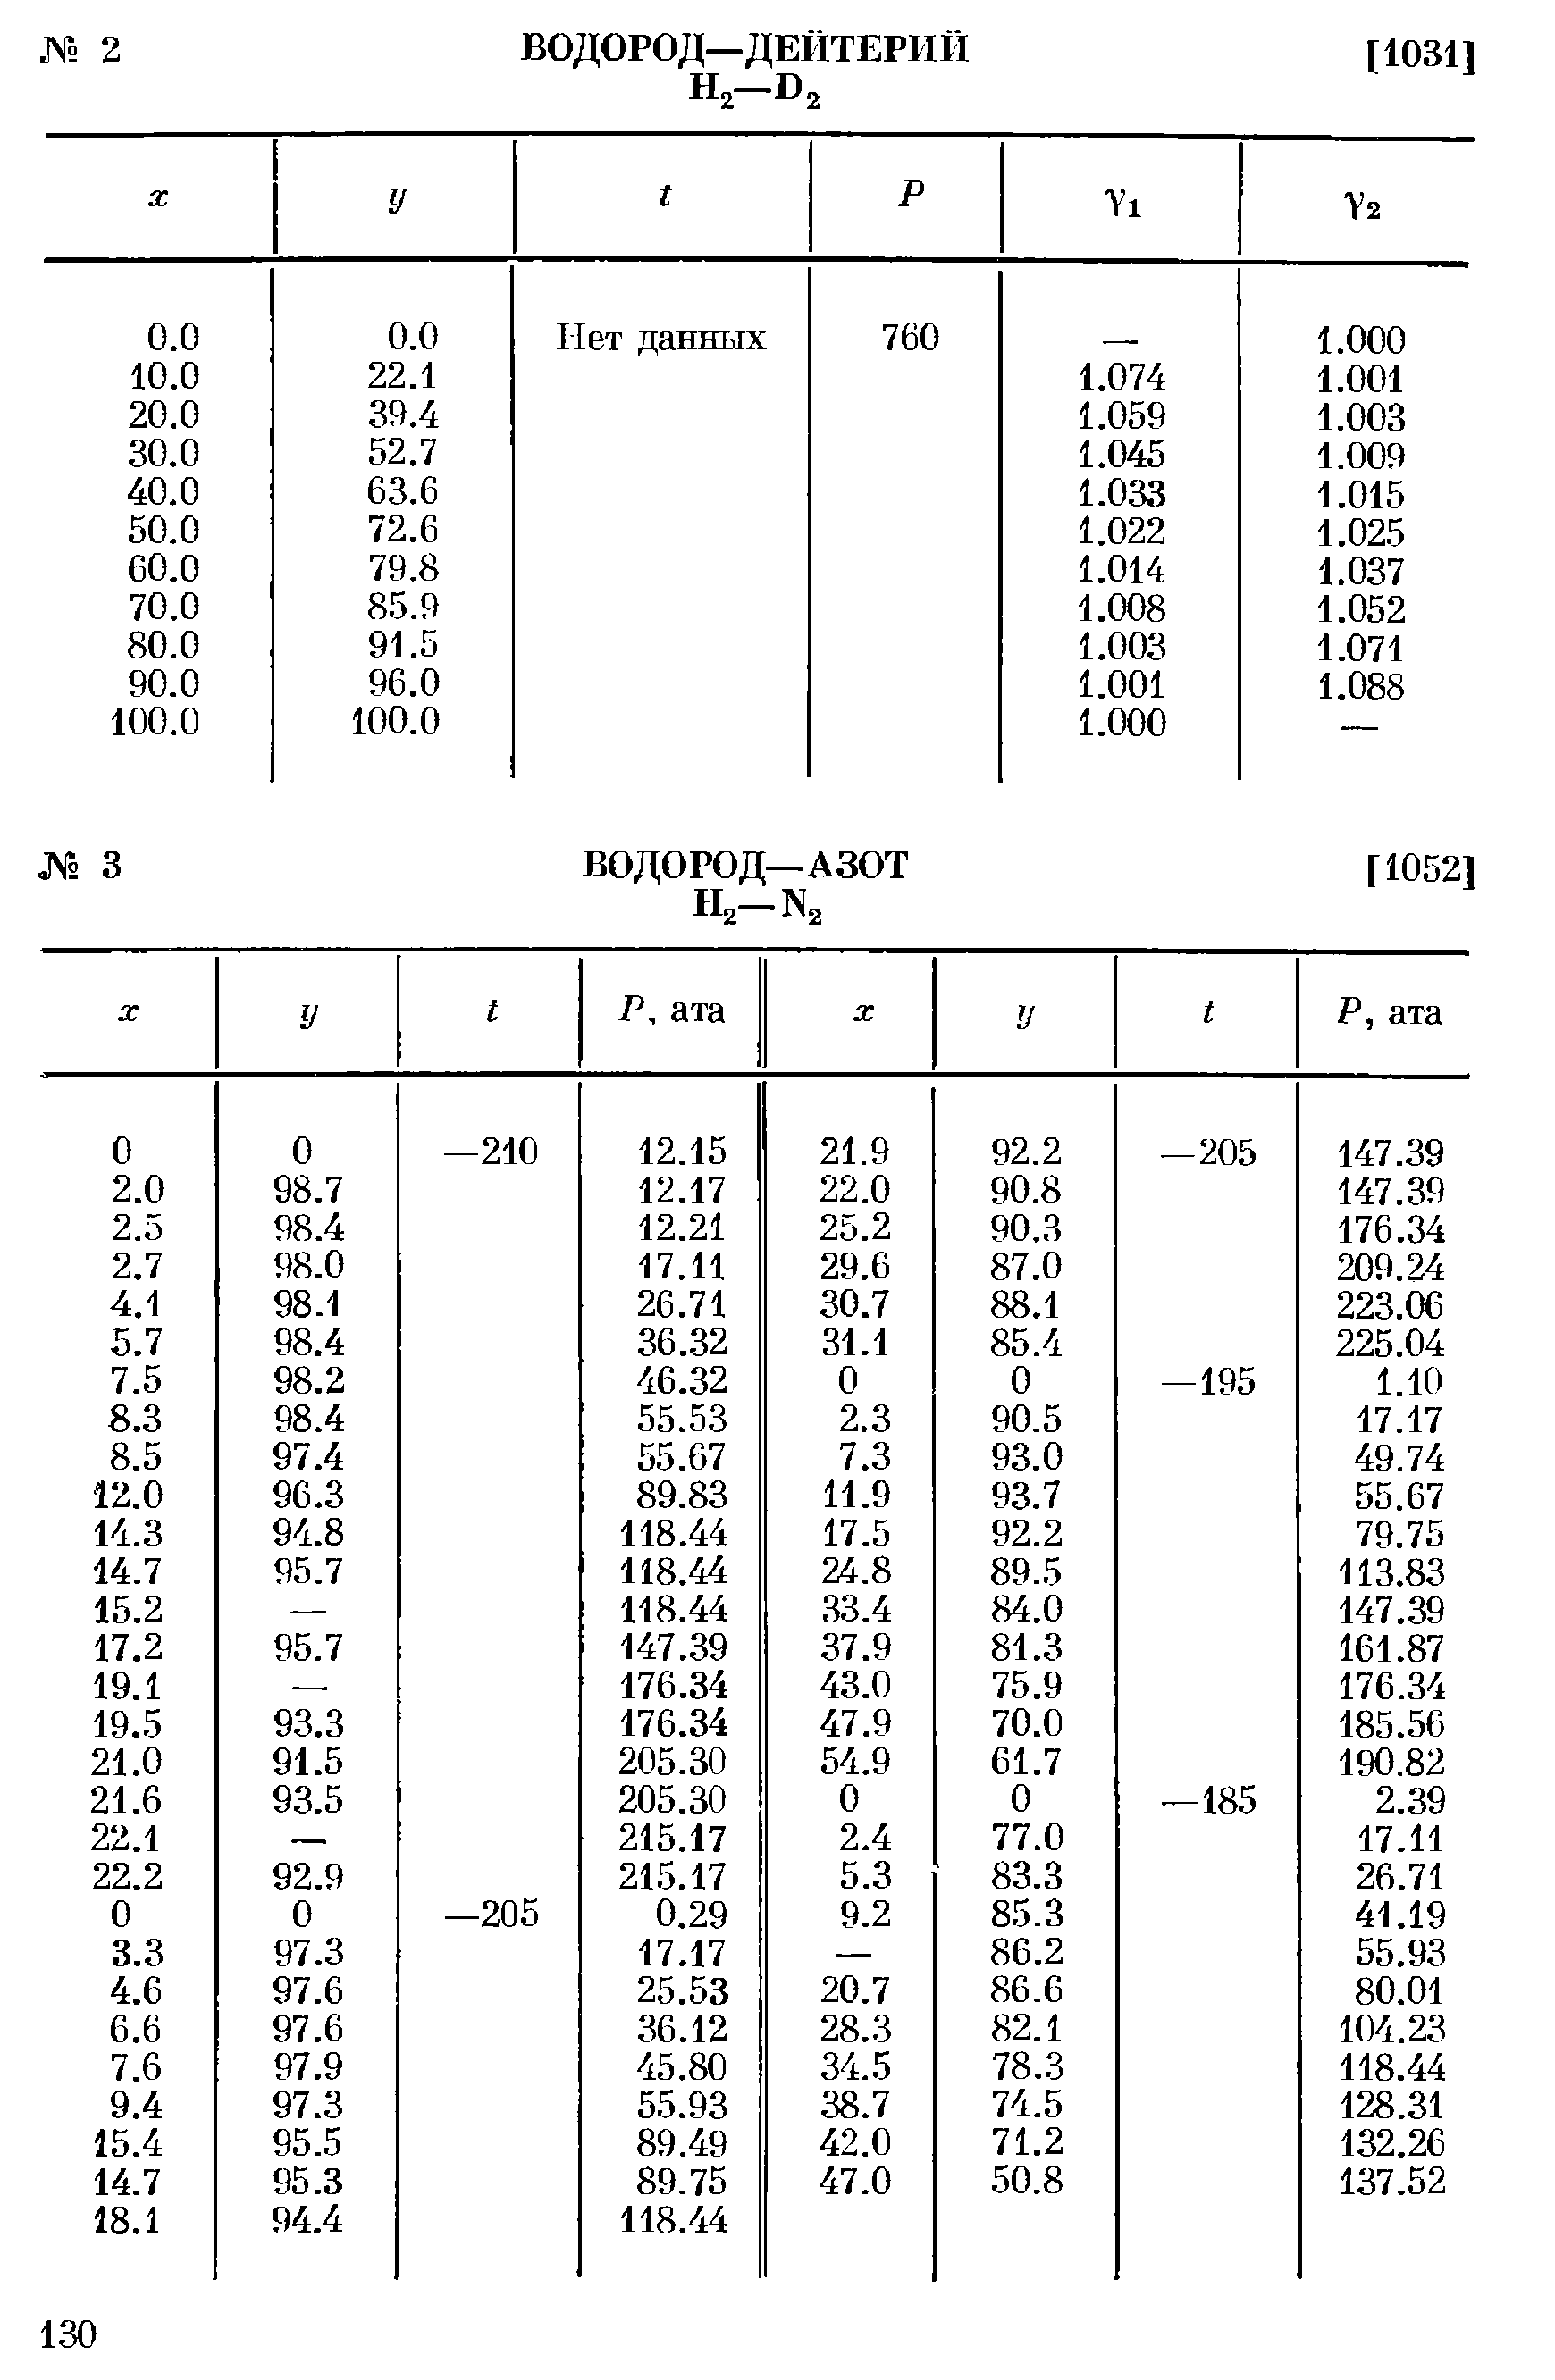 № 2 ВОДОРОД—ДЕЙТЕРИЙ [1031]
H₂—D₂
x y t P γ₁ γ₂
0.0 0.0 Нет данных 760 — 1.000
10.0 22.1 1.074 1.001
20.0 39.4 1.059 1.003
30.0 52.7 1.045 1.009
40.0 63.6 1.033 1.015
50.0 72.6 1.022 1.025
60.0 79.8 1.014 1.037
70.0 85.9 1.008 1.052
80.0 91.5 1.003 1.071
90.0 96.0 1.001 1.088
100.0 100.0 1.000 —
№ 3 ВОДОРОД—АЗОТ [1052]
H₂—N₂
x y t P, ата x y t P, ата
0 0 —210 12.15 21.9 92.2 —205 147.39
2.0 98.7 12.17 22.0 90.8 147.39
2.5 98.4 12.21 25.2 90.3 176.34
2.7 98.0 17.11 29.6 87.0 209.24
4.1 98.1 26.71 30.7 88.1 223.06
5.7 98.4 36.32 31.1 85.4 225.04
7.5 98.2 46.32 0 0 —195 1.10
8.3 98.4 55.53 2.3 90.5 17.17
8.5 97.4 55.67 7.3 93.0 49.74
12.0 96.3 89.83 11.9 93.7 55.67
14.3 94.8 118.44 17.5 92.2 79.75
14.7 95.7 118.44 24.8 89.5 113.83
15.2 — 118.44 33.4 84.0 147.39
17.2 95.7 147.39 37.9 81.3 161.87
19.1 — 176.34 43.0 75.9 176.34
19.5 93.3 176.34 47.9 70.0 185.56
21.0 91.5 205.30 54.9 61.7 190.82
21.6 93.5 205.30 0 0 —185 2.39
22.1 — 215.17 2.4 77.0 17.11
22.2 92.9 215.17 5.3 83.3 26.71
0 0 —205 0.29 9.2 85.3 41.19
3.3 97.3 17.17 — 86.2 55.93
4.6 97.6 25.53 20.7 86.6 80.01
6.6 97.6 36.12 28.3 82.1 104.23
7.6 97.9 45.80 34.5 78.3 118.44
9.4 97.3 55.93 38.7 74.5 128.31
15.4 95.5 89.49 42.0 71.2 132.26
14.7 95.3 89.75 47.0 50.8 137.52
18.1 94.4 118.44
130